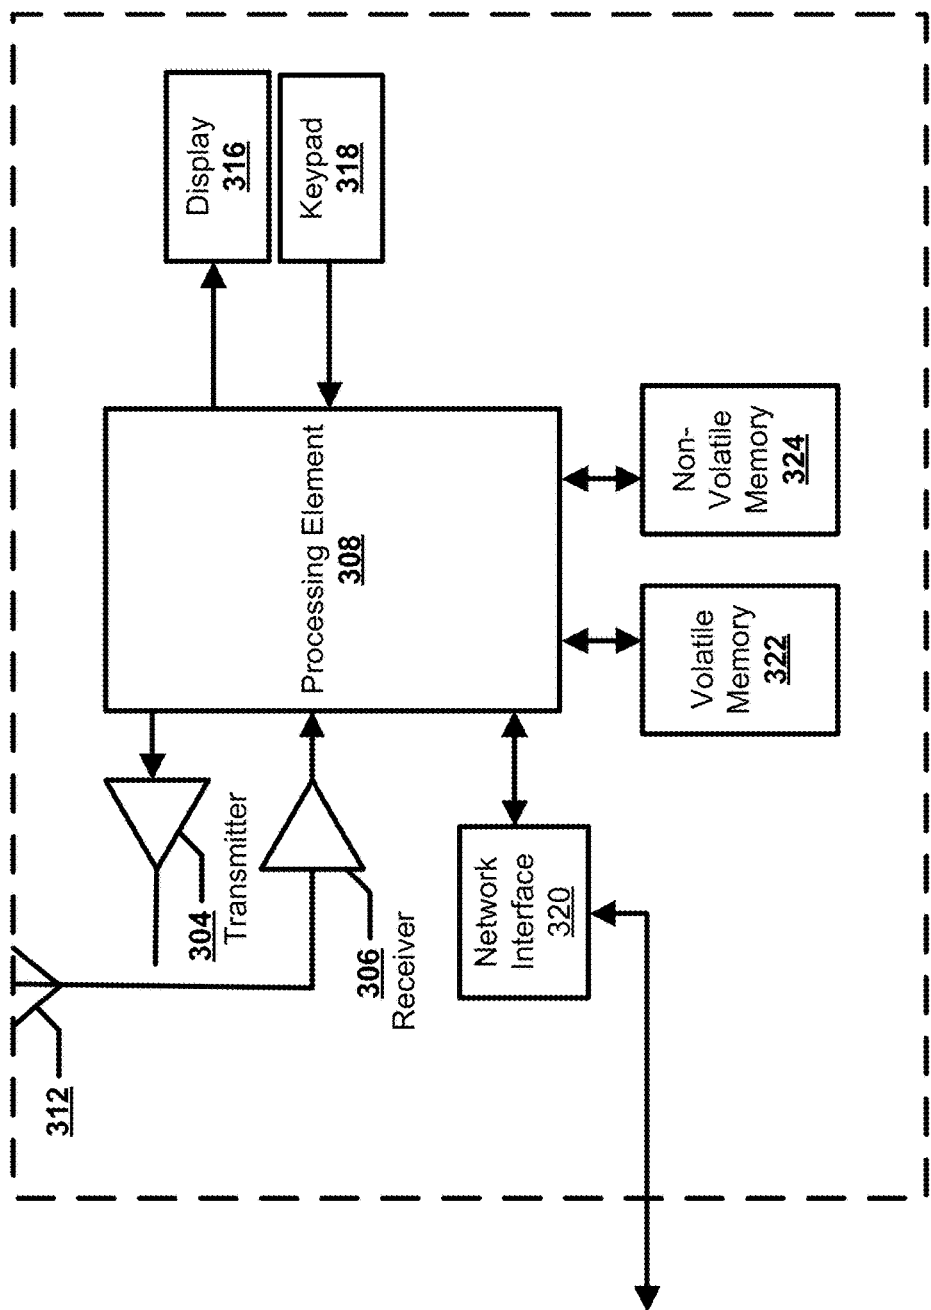 312
304
Transmitter
306
Receiver
Network
Interface
320
Processing Element
308
Volatile
Memory
322
Non-
Volatile
Memory
324
Display
316
Keypad
318